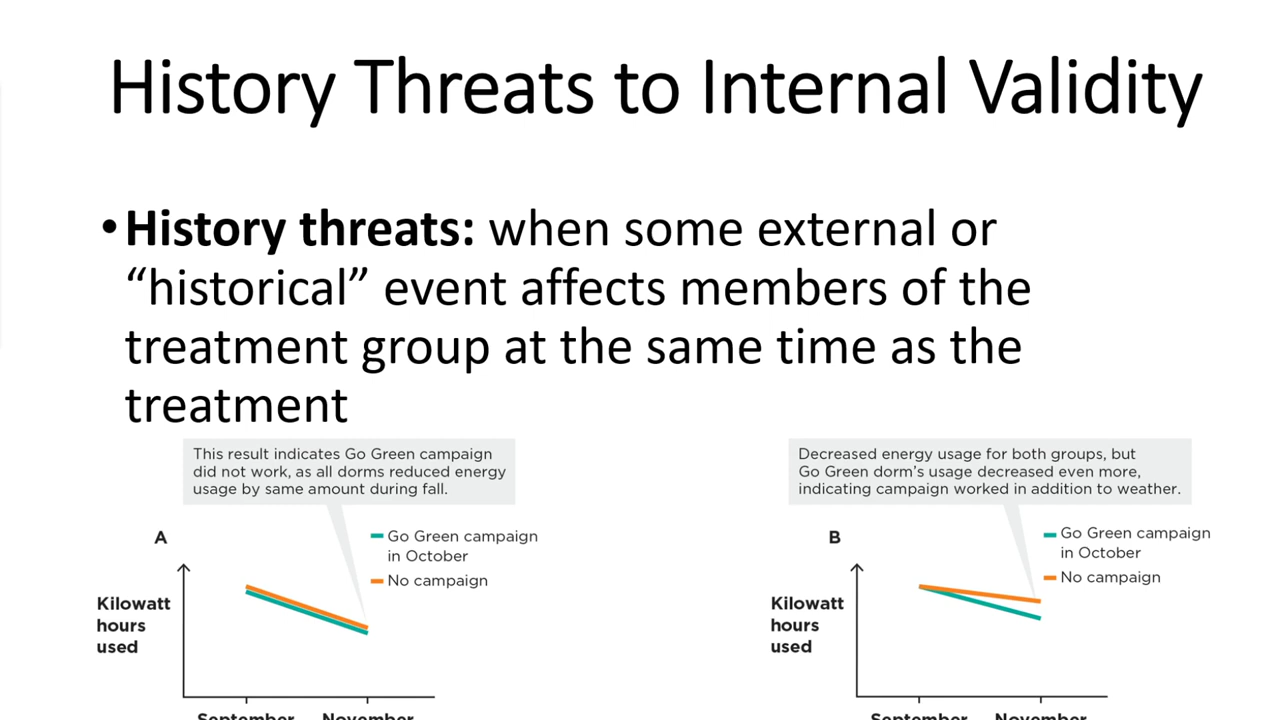 History Threats to Internal Validity
•History threats: when some external or
“historical” event affects members of the
treatment group at the same time as the
treatment
This result indicates Go Green campaign
did not work, as all dorms reduced energy
usage by same amount during fall.
A
Go Green campaign
in October
No campaign
Kilowatt
hours
used
September November
Decreased energy usage for both groups, but
Go Green dorm’s usage decreased even more,
indicating campaign worked in addition to weather.
B
Go Green campaign
in October
No campaign
Kilowatt
hours
used
September November